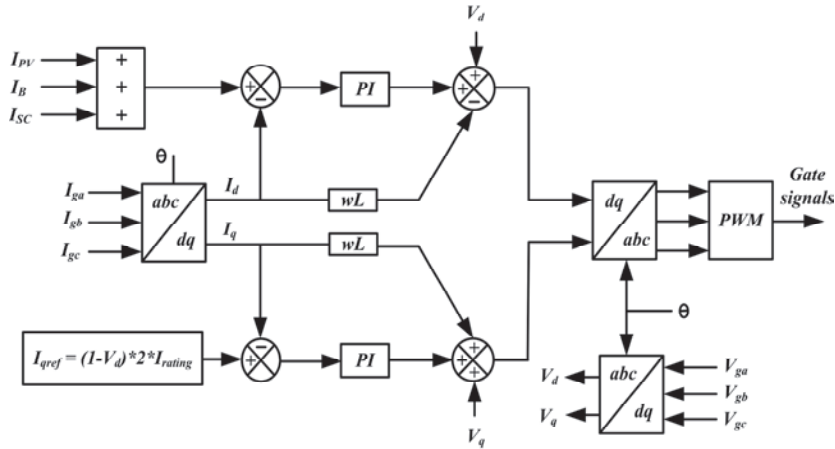 V_d
I_PV
I_B
I_SC
+
+
+
+
−
PI
+
+
−
θ
I_ga
I_gb
I_gc
abc
dq
I_d
I_q
wL
wL
dq
abc
PWM
Gate
signals
θ
I_qref = (1-V_d)*2*I_rating
−
+
PI
+
+
+
V_q
abc
dq
V_d
V_q
V_ga
V_gb
V_gc